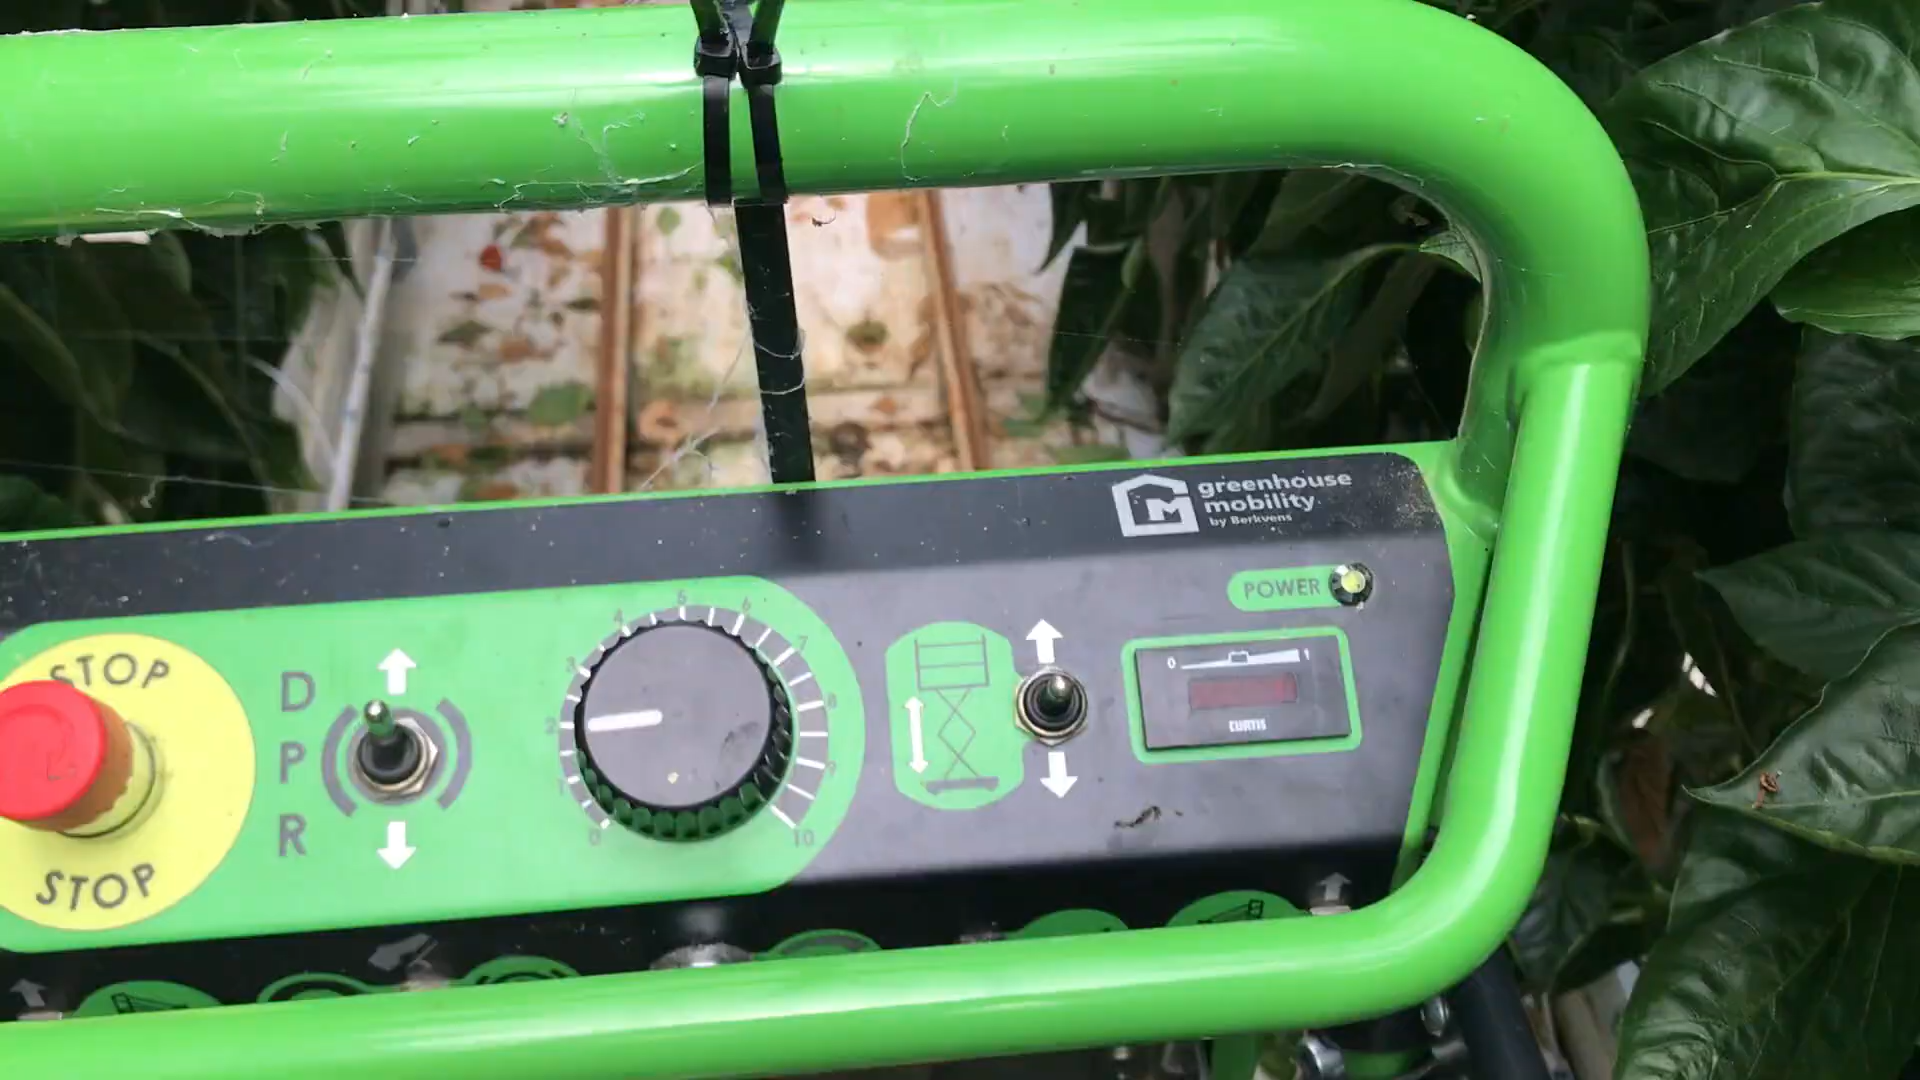 greenhouse
mobility
by Berkvens
POWER
0 1
CURTIS
STOP
STOP
D
P
R
0 1 2 3 4 5 6 7 8 9 10